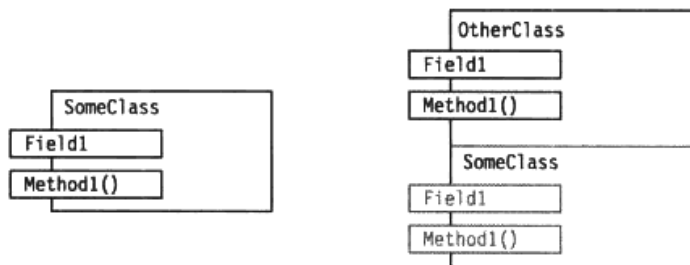 SomeClass
Field1
Method1()
OtherClass
Field1
Method1()
SomeClass
Field1
Method1()